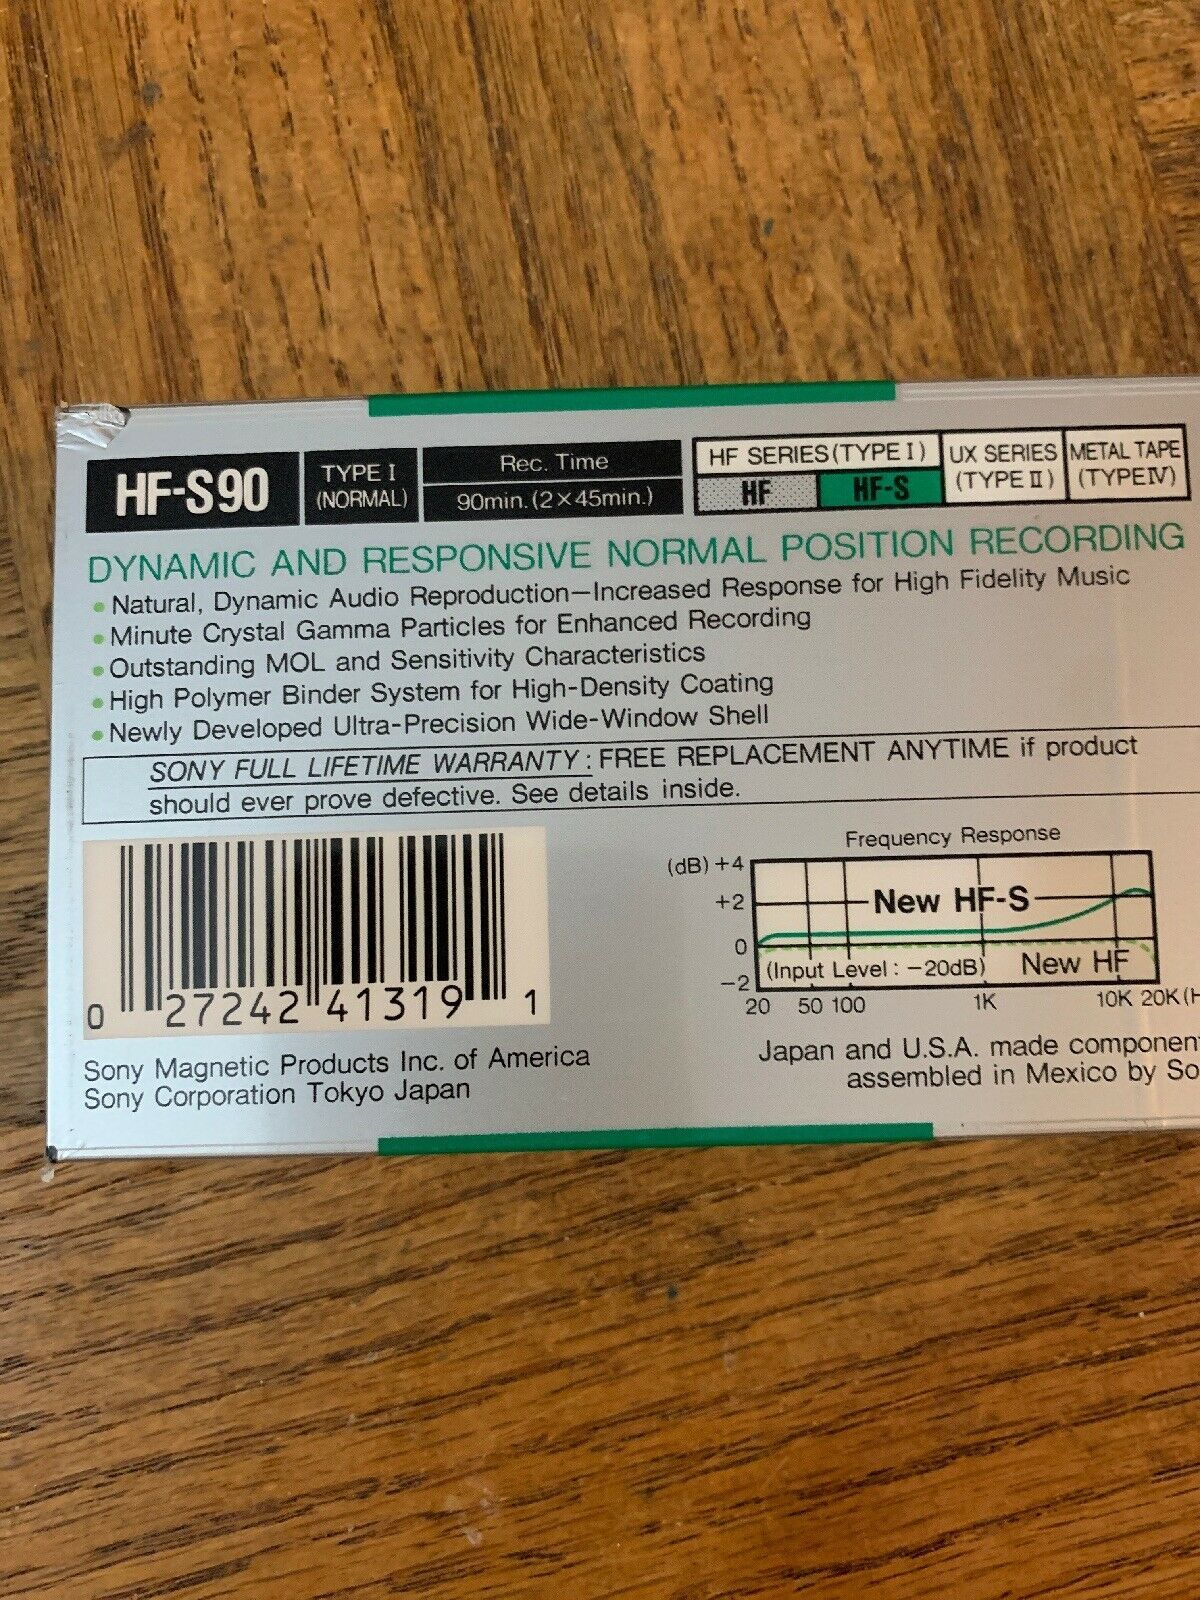 HF-S90
TYPE I
(NORMAL)
Rec. Time
90min. (2×45min.)
HF SERIES (TYPE I)
HF
HF-S
UX SERIES
(TYPE II)
METAL TAPE
(TYPE IV)
DYNAMIC AND RESPONSIVE NORMAL POSITION RECORDING
• Natural, Dynamic Audio Reproduction—Increased Response for High Fidelity Music
• Minute Crystal Gamma Particles for Enhanced Recording
• Outstanding MOL and Sensitivity Characteristics
• High Polymer Binder System for High-Density Coating
• Newly Developed Ultra-Precision Wide-Window Shell
SONY FULL LIFETIME WARRANTY : FREE REPLACEMENT ANYTIME if product
should ever prove defective. See details inside.
0 27242 41319 1
Sony Magnetic Products Inc. of America
Sony Corporation Tokyo Japan
Frequency Response
(dB) +4
+2
0
−2
New HF-S
(Input Level : −20dB) New HF
20 50 100 1K 10K 20K (H
Japan and U.S.A. made componen
assembled in Mexico by So